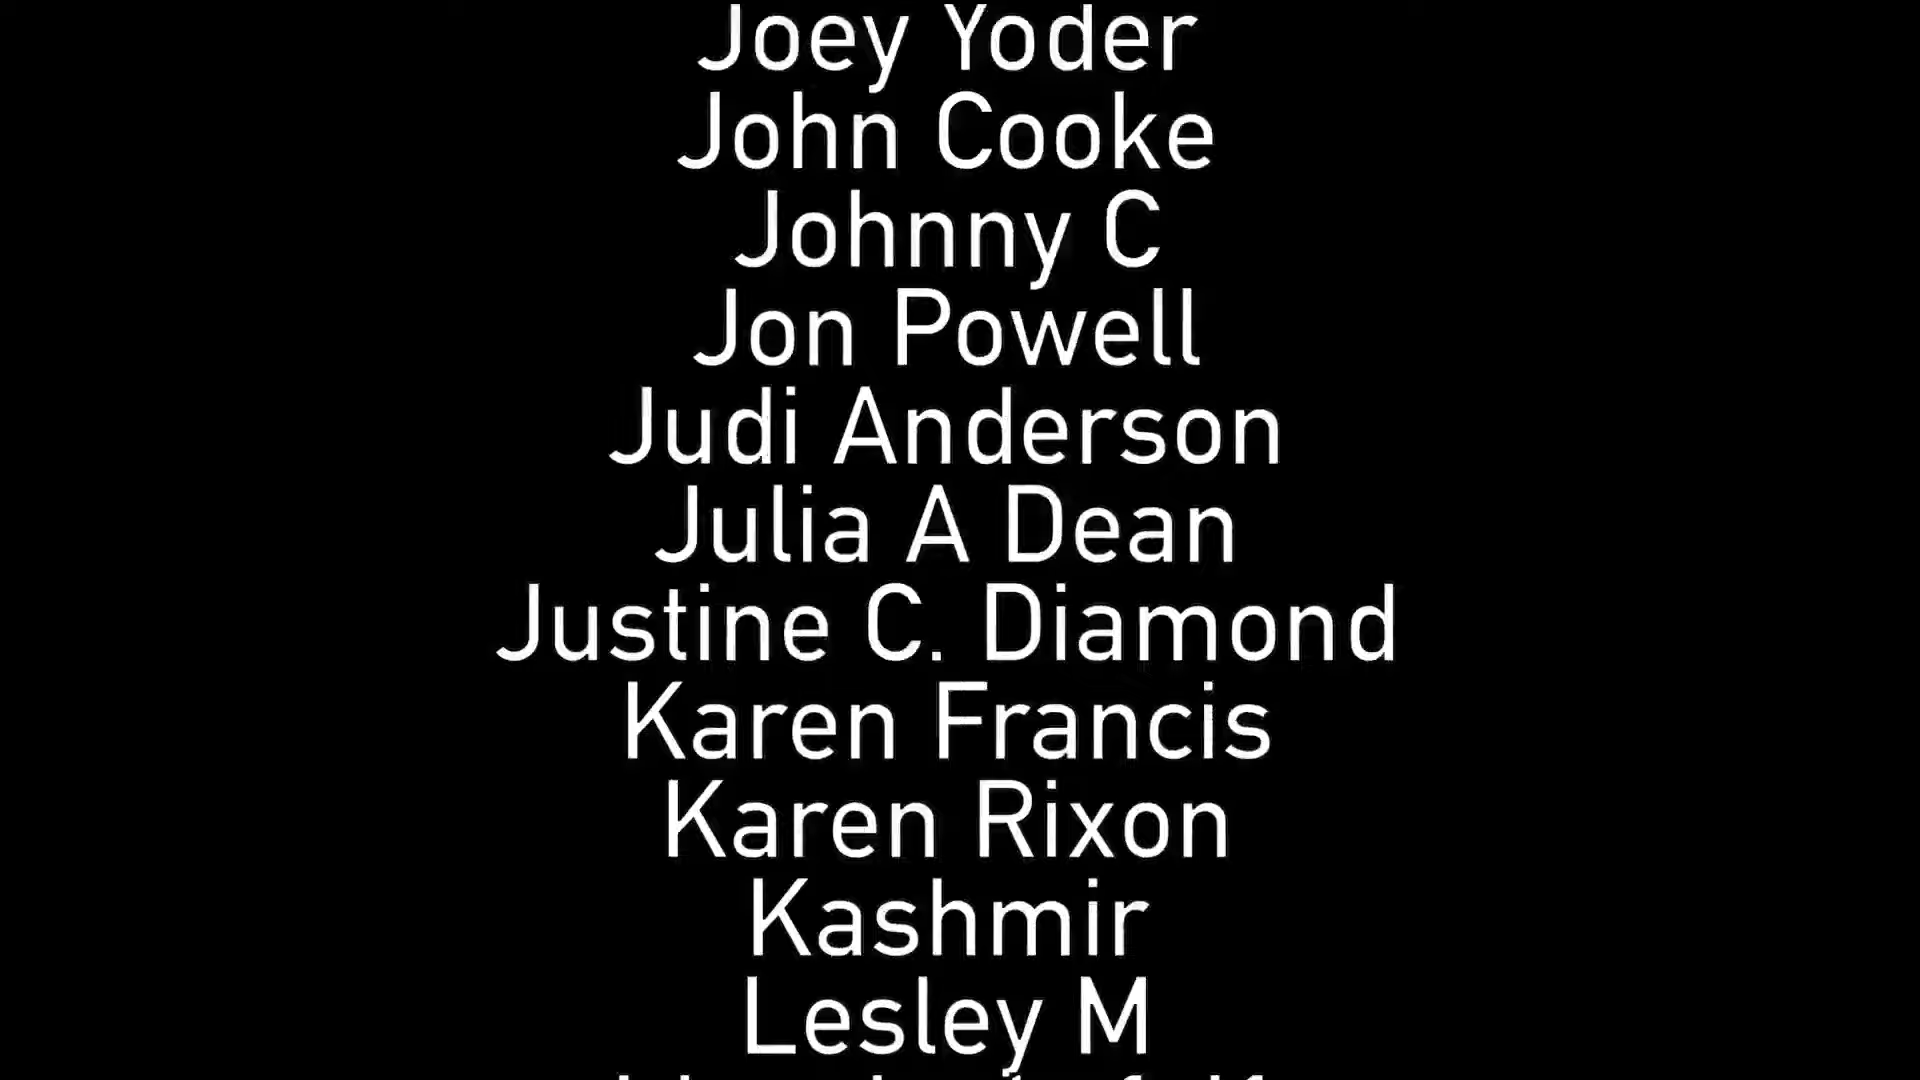 Joey Yoder
John Cooke
Johnny C
Jon Powell
Judi Anderson
Julia A Dean
Justine C. Diamond
Karen Francis
Karen Rixon
Kashmir
Lesley M